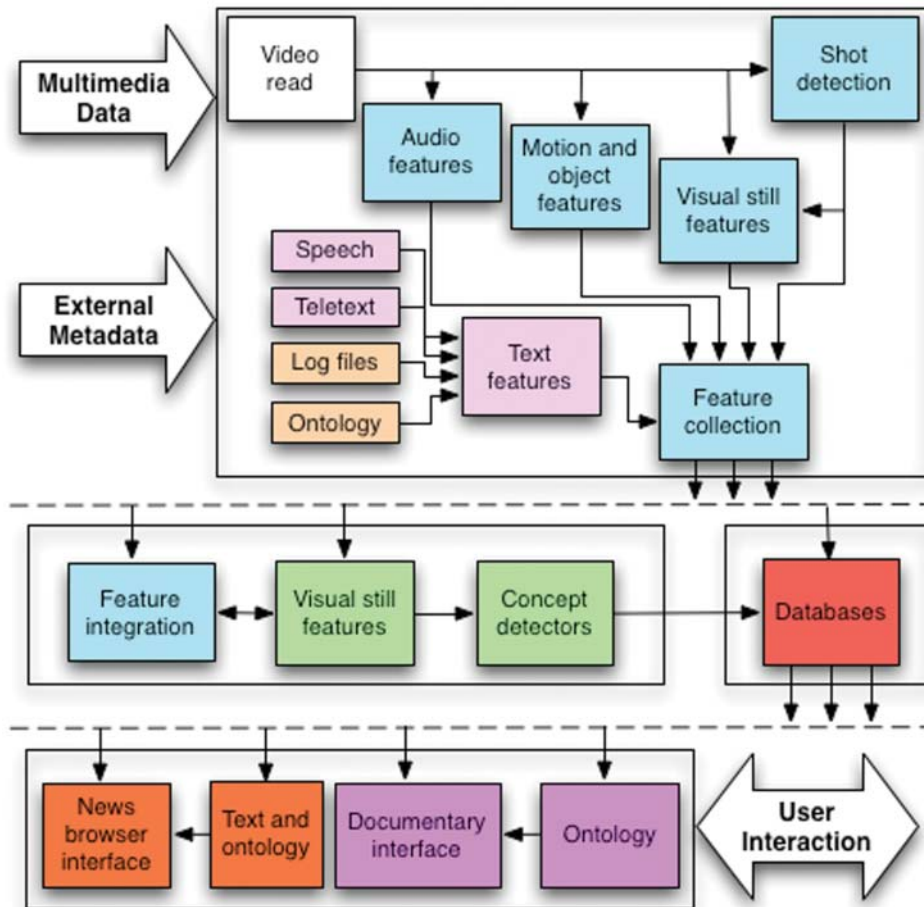 Multimedia
Data
Video
read
Shot
detection
Audio
features
Motion and
object
features
Visual still
features
External
Metadata
Speech
Teletext
Log files
Ontology
Text
features
Feature
collection
Feature
integration
Visual still
features
Concept
detectors
Databases
News
browser
interface
Text and
ontology
Documentary
interface
Ontology
User
Interaction